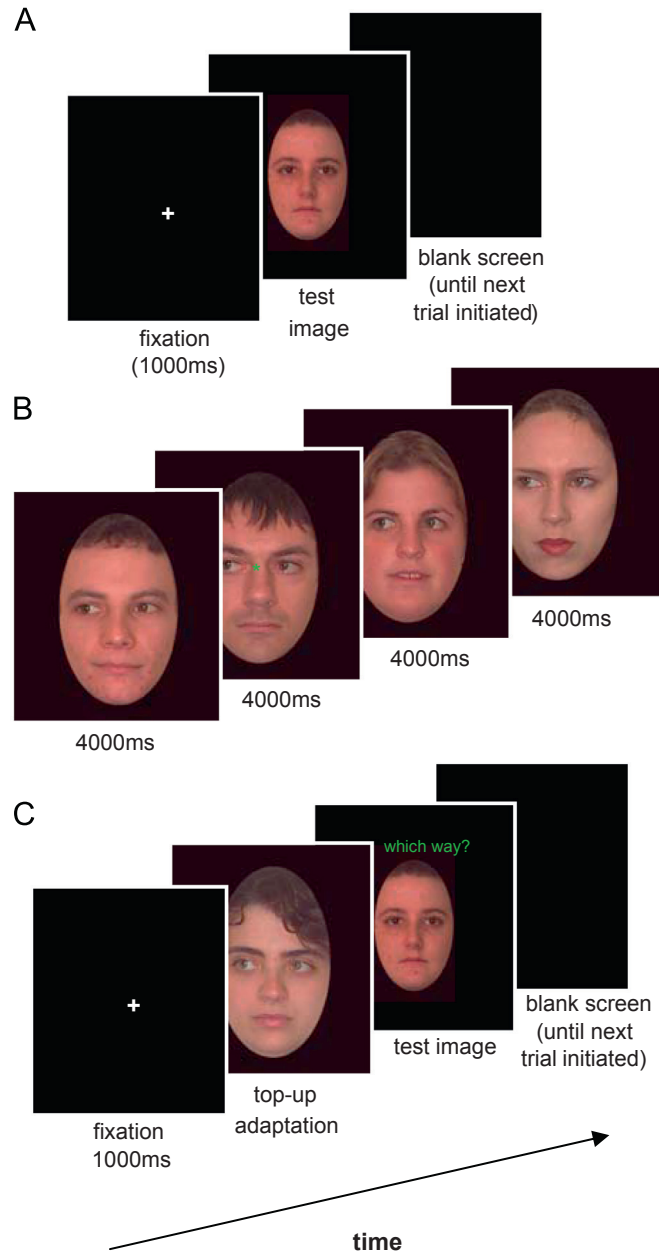 A
+
fixation
(1000ms)
test
image
blank screen
(until next
trial initiated)
B
4000ms
4000ms
4000ms
4000ms
C
+
fixation
1000ms
top-up
adaptation
which way?
test image
blank screen
(until next
trial initiated)
time